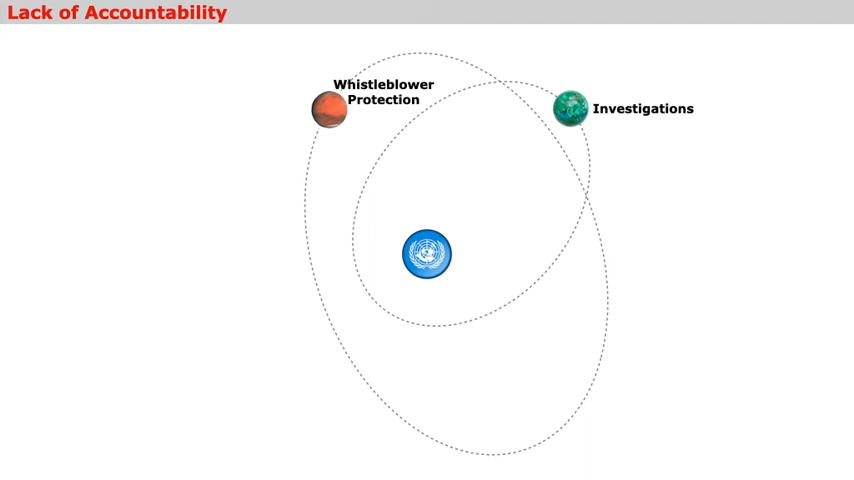 Lack of Accountability
Whistleblower
Protection
Investigations